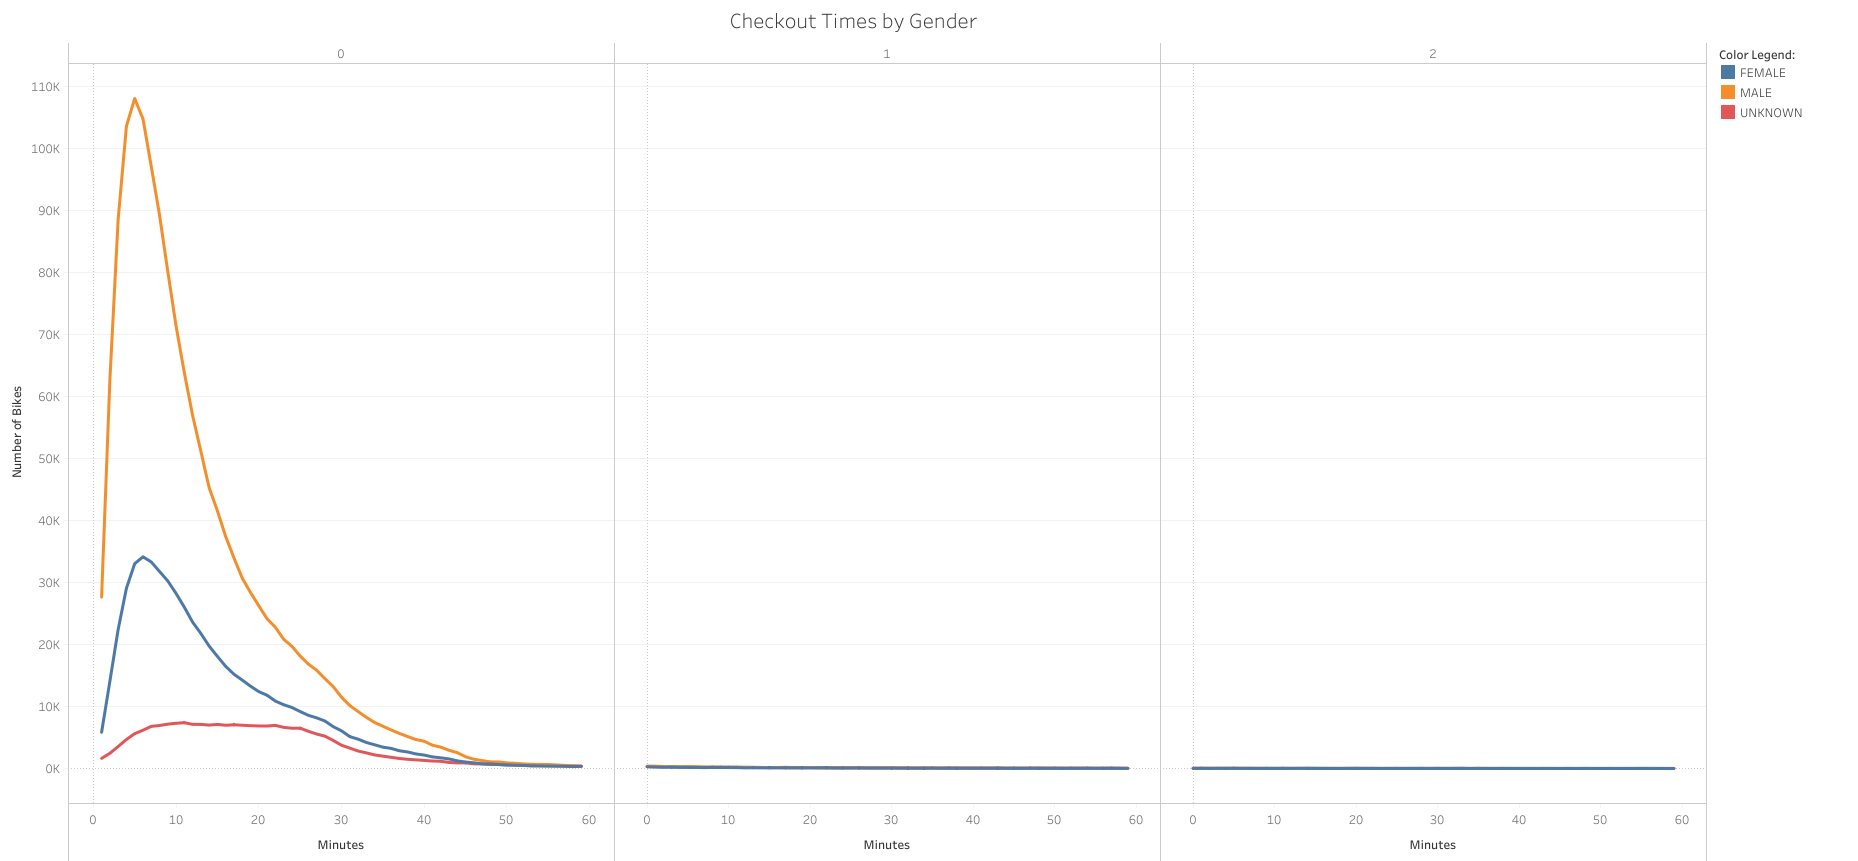 Checkout Times by Gender
0 1 2
Color Legend:
FEMALE
MALE
UNKNOWN
110K
100K
90K
80K
70K
60K
50K
40K
30K
20K
10K
0K
Number of Bikes
0 10 20 30 40 50 60 0 10 20 30 40 50 60 0 10 20 30 40 50 60
Minutes Minutes Minutes